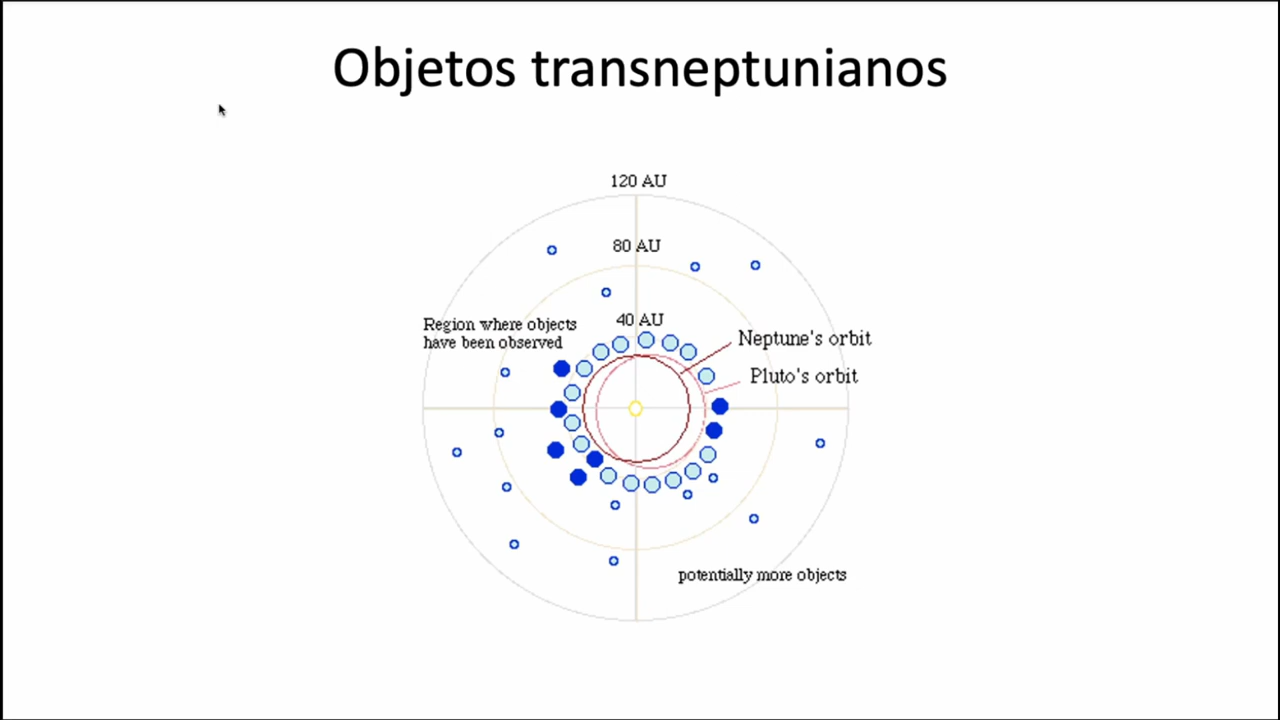 Objetos transneptunianos
120 AU
80 AU
40 AU
Region where objects
have been observed
Neptune's orbit
Pluto's orbit
potentially more objects